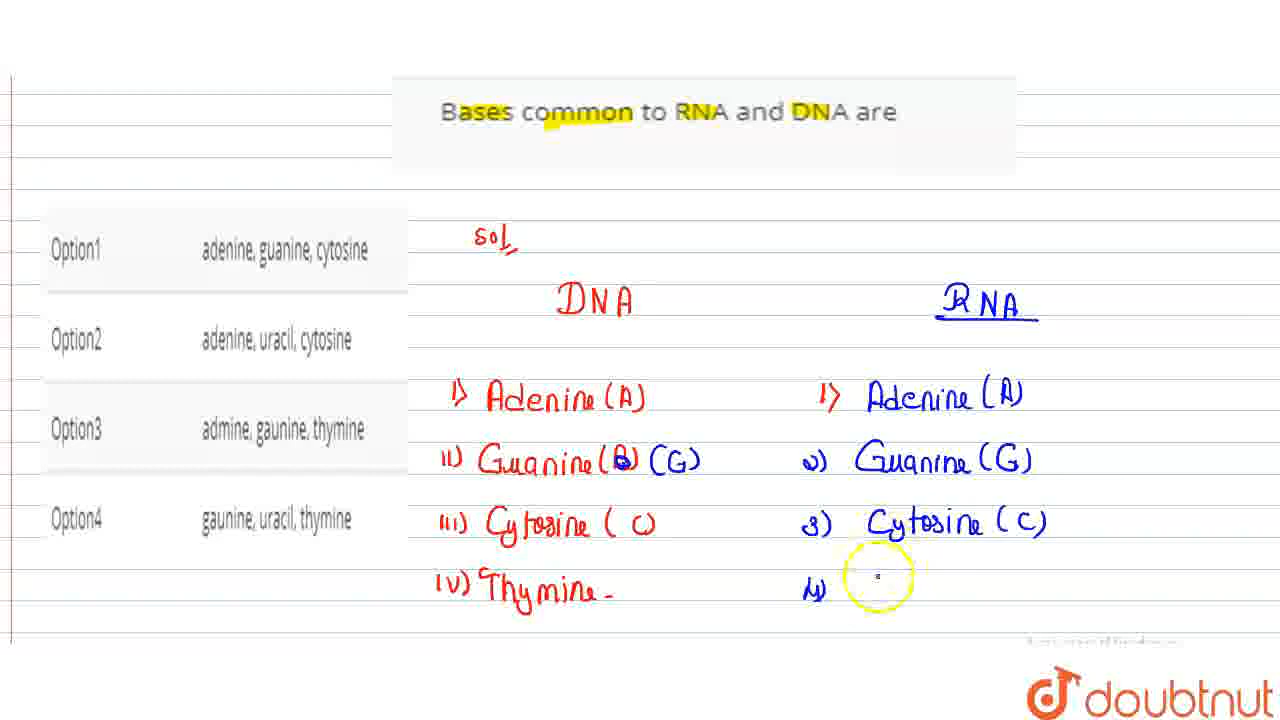 Bases common to RNA and DNA are
Option1 adenine, guanine, cytosine
Option2 adenine, uracil, cytosine
Option3 admine, gaunine, thymine
Option4 gaunine, uracil, thymine
Sol
DNA RNA
i) Adenine (A) 1) Adenine (A)
ii) Guanine ( ) (G) 2) Guanine (G)
iii) Cytosine (C) 3) Cytosine (C)
iv) Thymine -
doubtnut